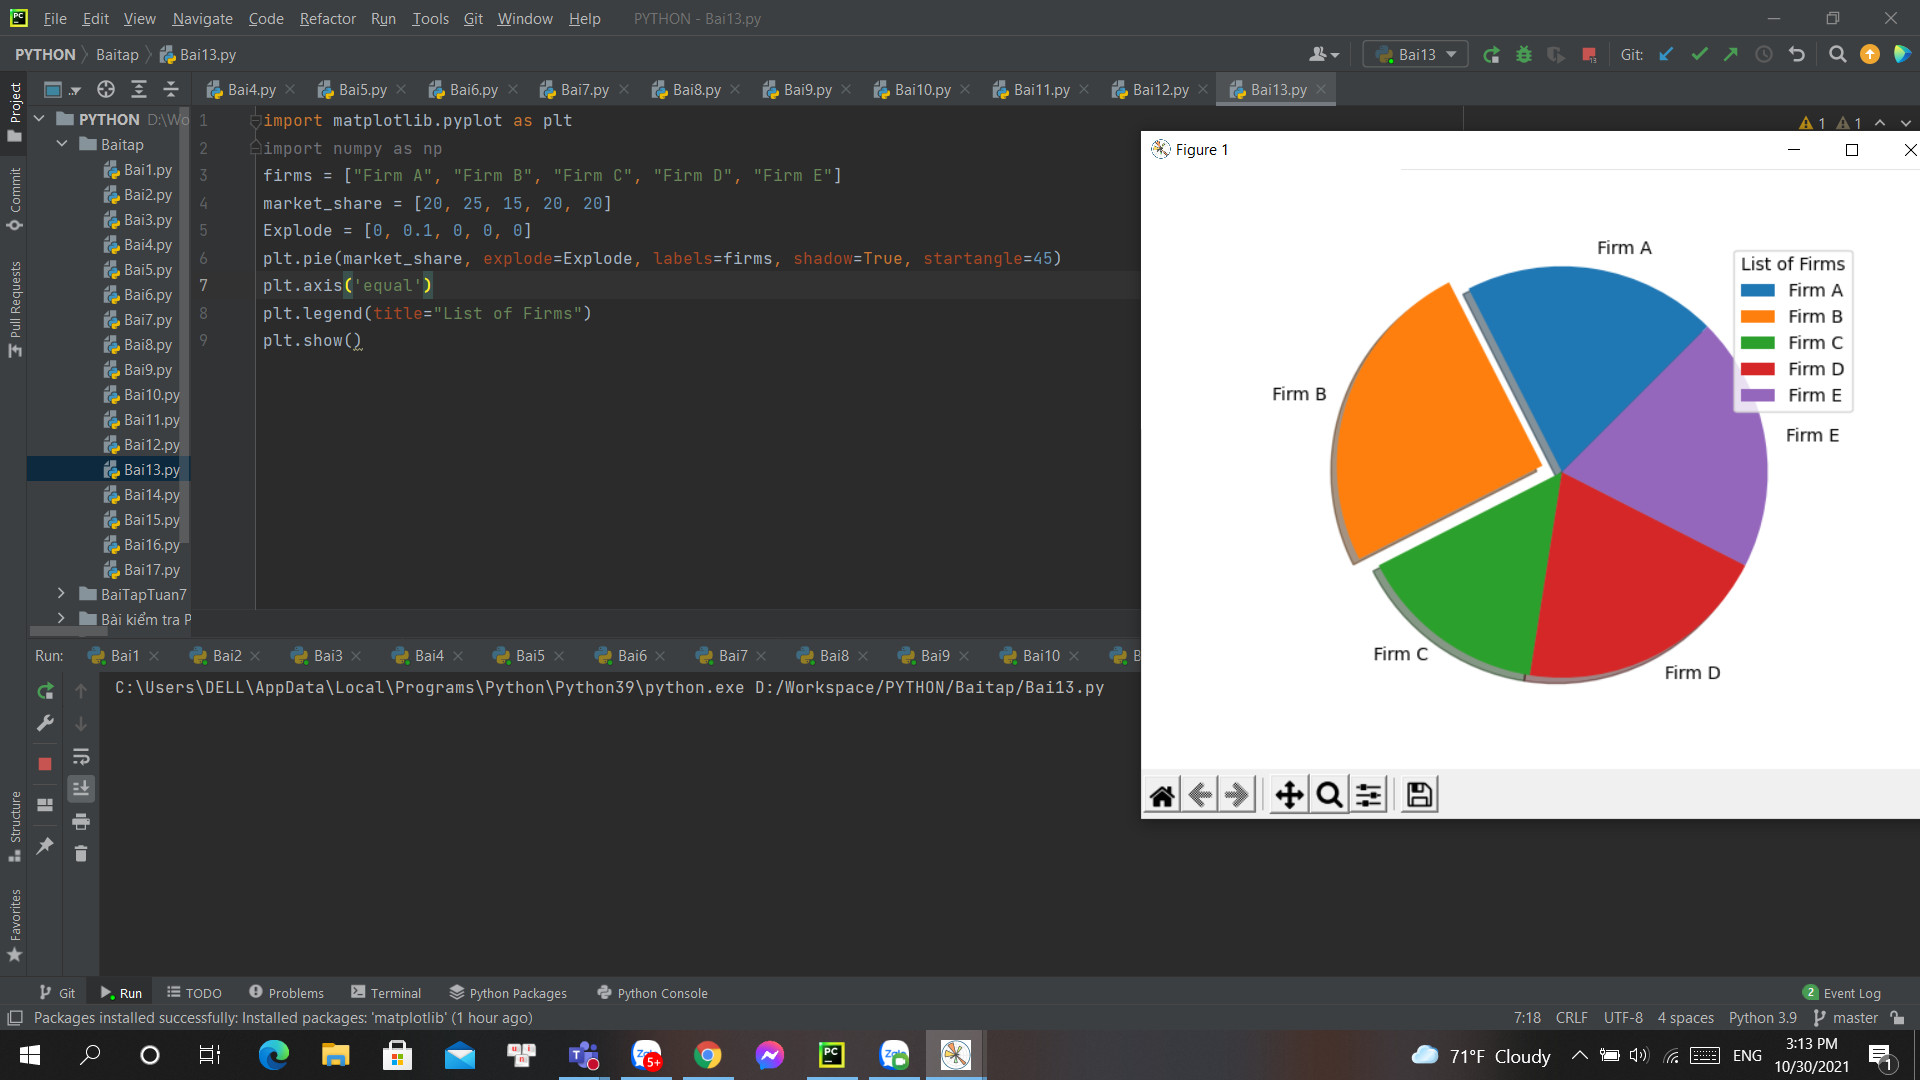 File Edit View Navigate Code Refactor Run Tools Git Window Help PYTHON - Bai13.py
PYTHON Baitap Bai13.py Bai13 Git:
Bai4.py Bai5.py Bai6.py Bai7.py Bai8.py Bai9.py Bai10.py Bai11.py Bai12.py Bai13.py
Project
Commit
Pull Requests
Structure
Favorites
PYTHON D:\Wo
Baitap
Bai1.py
Bai2.py
Bai3.py
Bai4.py
Bai5.py
Bai6.py
Bai7.py
Bai8.py
Bai9.py
Bai10.py
Bai11.py
Bai12.py
Bai13.py
Bai14.py
Bai15.py
Bai16.py
Bai17.py
BaiTapTuan7
Bài kiểm tra P
1 import matplotlib.pyplot as plt
2 import numpy as np
3 firms = ["Firm A", "Firm B", "Firm C", "Firm D", "Firm E"]
4 market_share = [20, 25, 15, 20, 20]
5 Explode = [0, 0.1, 0, 0, 0]
6 plt.pie(market_share, explode=Explode, labels=firms, shadow=True, startangle=45)
7 plt.axis('equal')
8 plt.legend(title="List of Firms")
9 plt.show()
1 1
Figure 1
Firm A
Firm B
Firm C
Firm D
Firm E
List of Firms
Firm A
Firm B
Firm C
Firm D
Firm E
Run: Bai1 Bai2 Bai3 Bai4 Bai5 Bai6 Bai7 Bai8 Bai9 Bai10 B
C:\Users\DELL\AppData\Local\Programs\Python\Python39\python.exe D:/Workspace/PYTHON/Baitap/Bai13.py
Git Run TODO Problems Terminal Python Packages Python Console 2 Event Log
Packages installed successfully: Installed packages: 'matplotlib' (1 hour ago) 7:18 CRLF UTF-8 4 spaces Python 3.9 master
5+ PC 71°F Cloudy ENG
3:13 PM
10/30/2021
1